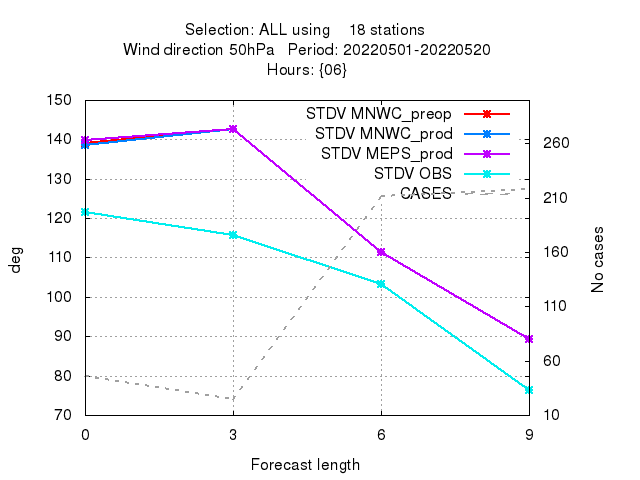 Selection: ALL using 18 stations
Wind direction 50hPa Period: 20220501-20220520
Hours: {06}
STDV MNWC_preop
STDV MNWC_prod
STDV MEPS_prod
STDV OBS
CASES
deg
150
140
130
120
110
100
90
80
70
No cases
260
210
160
110
60
10
0 3 6 9
Forecast length